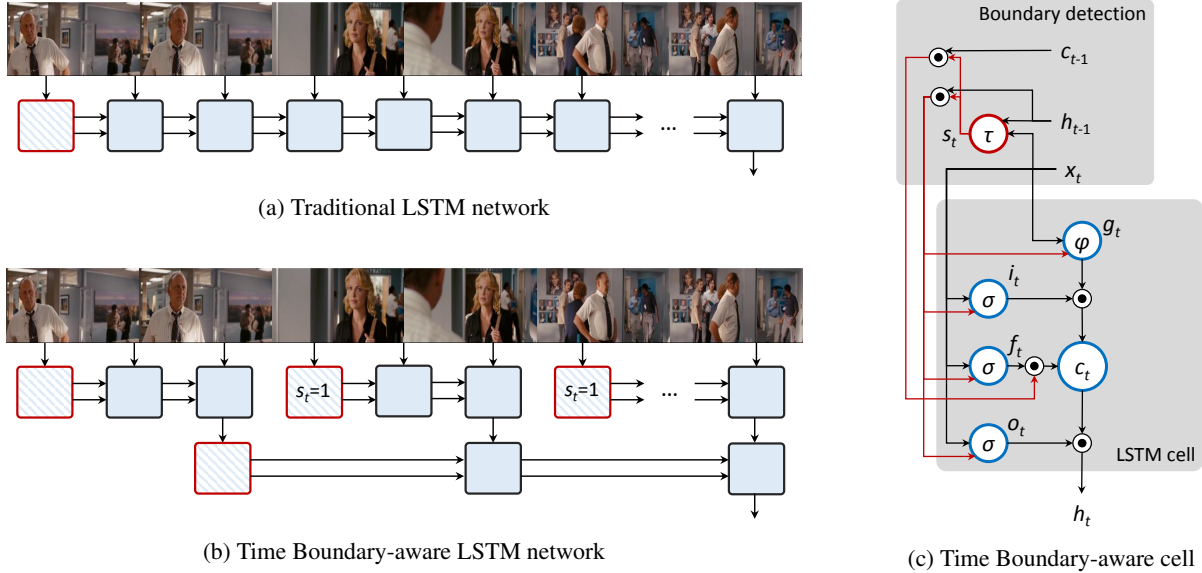 ...
(a) Traditional LSTM network
s_t=1
s_t=1
...
(b) Time Boundary-aware LSTM network
Boundary detection
c_{t-1}
h_{t-1}
s_t
τ
x_t
g_t
φ
i_t
σ
f_t
σ
c_t
o_t
σ
LSTM cell
h_t
(c) Time Boundary-aware cell